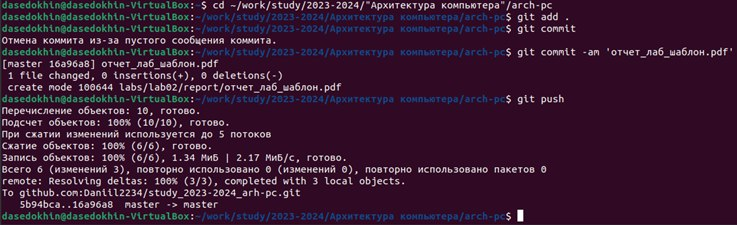 dasedokhin@dasedokhin-VirtualBox:~$ cd ~/work/study/2023-2024/"Архитектура компьютера"/arch-pc
dasedokhin@dasedokhin-VirtualBox:~/work/study/2023-2024/Архитектура компьютера/arch-pc$ git add .
dasedokhin@dasedokhin-VirtualBox:~/work/study/2023-2024/Архитектура компьютера/arch-pc$ git commit
Отмена коммита из-за пустого сообщения коммита.
dasedokhin@dasedokhin-VirtualBox:~/work/study/2023-2024/Архитектура компьютера/arch-pc$ git commit -am 'отчет_лаб_шаблон.pdf'
[master 16a96a8] отчет_лаб_шаблон.pdf
1 file changed, 0 insertions(+), 0 deletions(-)
create mode 100644 labs/lab02/report/отчет_лаб_шаблон.pdf
dasedokhin@dasedokhin-VirtualBox:~/work/study/2023-2024/Архитектура компьютера/arch-pc$ git push
Перечисление объектов: 10, готово.
Подсчет объектов: 100% (10/10), готово.
При сжатии изменений используется до 5 потоков
Сжатие объектов: 100% (6/6), готово.
Запись объектов: 100% (6/6), 1.34 МиБ | 2.17 МиБ/с, готово.
Всего 6 (изменений 3), повторно использовано 0 (изменений 0), повторно использовано пакетов 0
remote: Resolving deltas: 100% (3/3), completed with 3 local objects.
To github.com:Daniil2234/study_2023-2024_arh-pc.git
5b94bca..16a96a8  master -> master
dasedokhin@dasedokhin-VirtualBox:~/work/study/2023-2024/Архитектура компьютера/arch-pc$